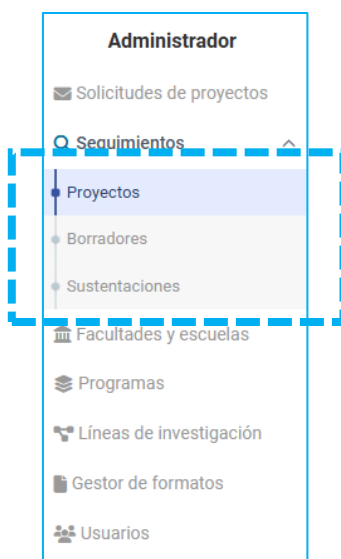 Administrador
Solicitudes de proyectos
Seguimientos
Proyectos
Borradores
Sustentaciones
Facultades y escuelas
Programas
Líneas de investigación
Gestor de formatos
Usuarios